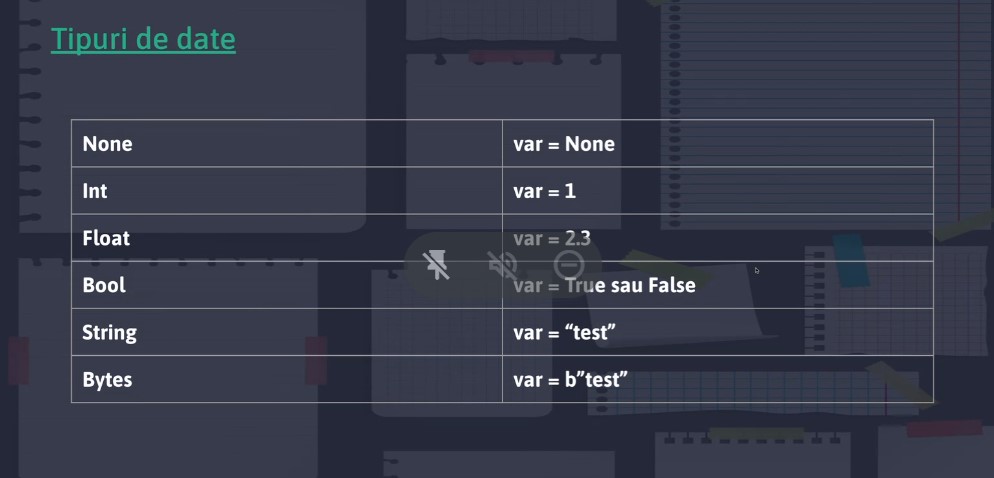 Tipuri de date
None var = None
Int var = 1
Float var = 2.3
Bool var = True sau False
String var = “test”
Bytes var = b”test”